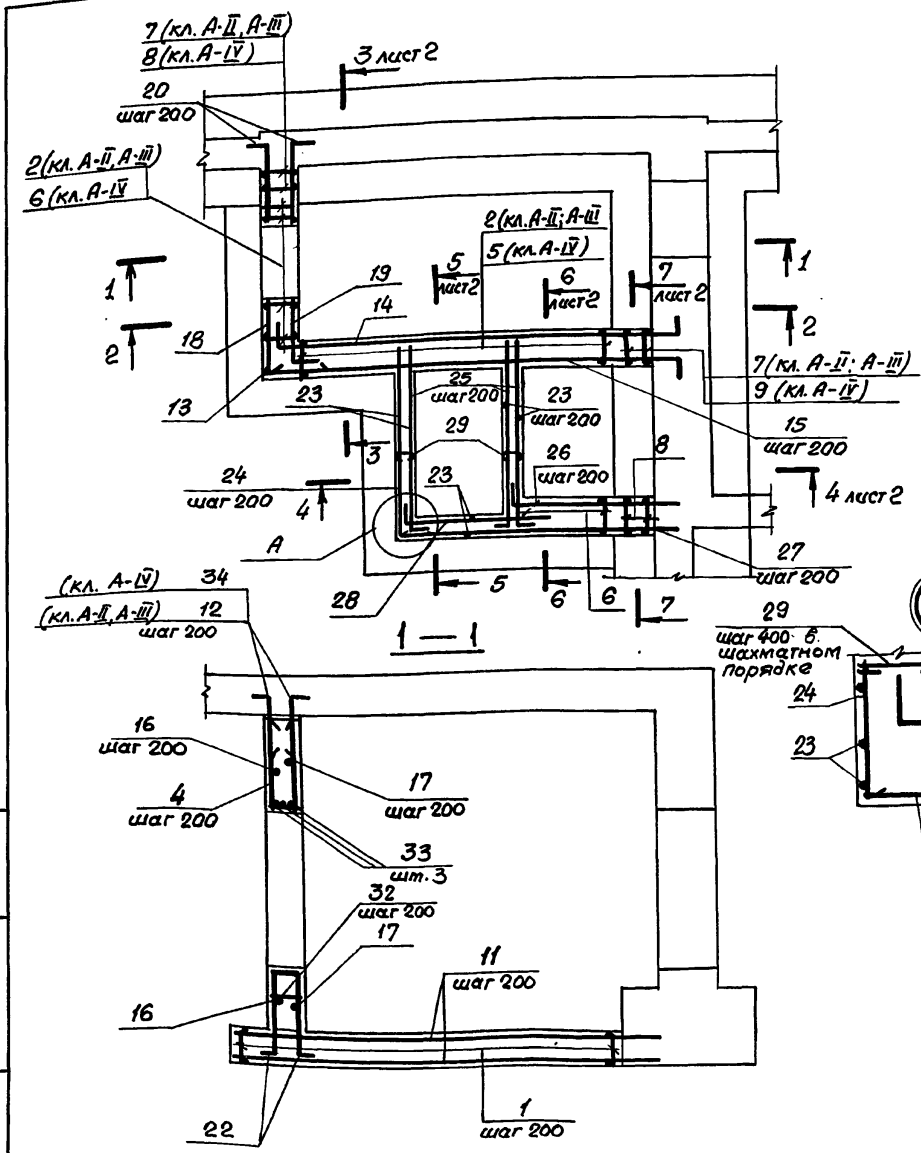 7 (кл. А-II, А-III)
8 (кл. А-IV)
3 лист 2
20
шаг 200
2 (кл. А-II, А-III)
6 (кл. А-IV
2 (кл. А-II; А-III
5 (кл. А-IV)
1
5
лист 2
6
лист 2
7
лист 2
1
19
14
2
18
2
13
7 (кл. А-II; А-III)
9 (кл. А-IV)
23
25
шаг 200
23
шаг 200
15
шаг 200
3
29
26
шаг 200
8
24
шаг 200
4
23
4 лист 2
А
27
шаг 200
28
5
6
6
7
(кл. А-IV) 34
(кл. А-II, А-III) 12
шаг 200
1 — 1
29
шаг 400 в
шахматном
порядке
24
23
16
шаг 200
17
шаг 200
4
шаг 200
33
шт. 3
32
шаг 200
17
11
шаг 200
16
1
шаг 200
22